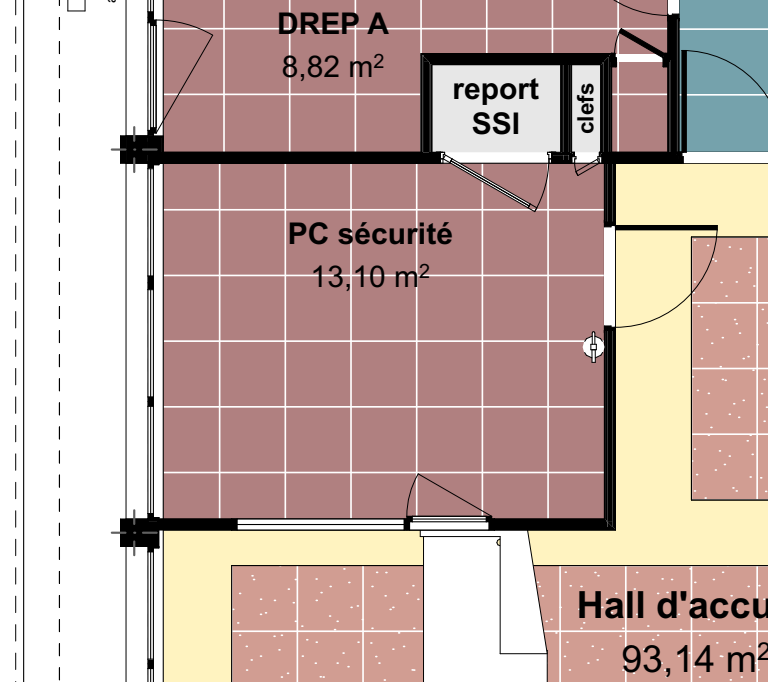 DREP A
8,82 m²
report
SSI
clefs
PC sécurité
13,10 m²
Hall d'accu
93,14 m²